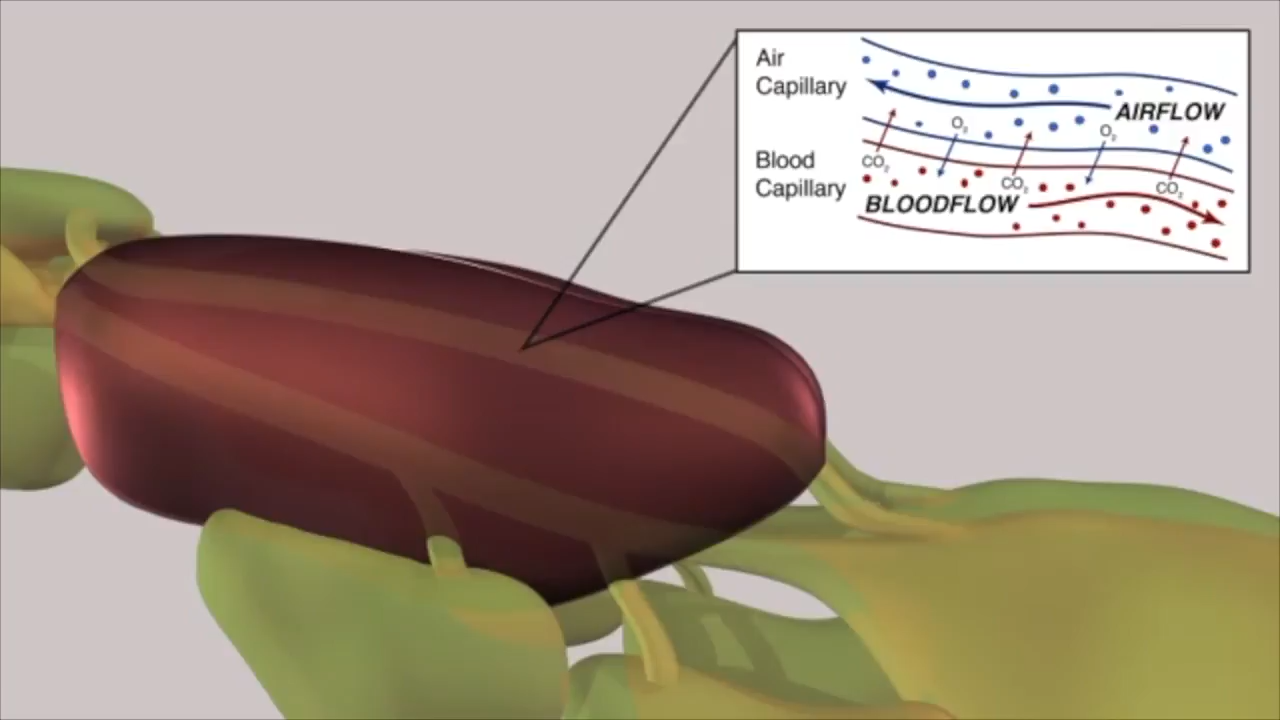 Air
Capillary
AIRFLOW
O₂
O₂
CO₂
Blood
Capillary
CO₂
CO₂
BLOODFLOW